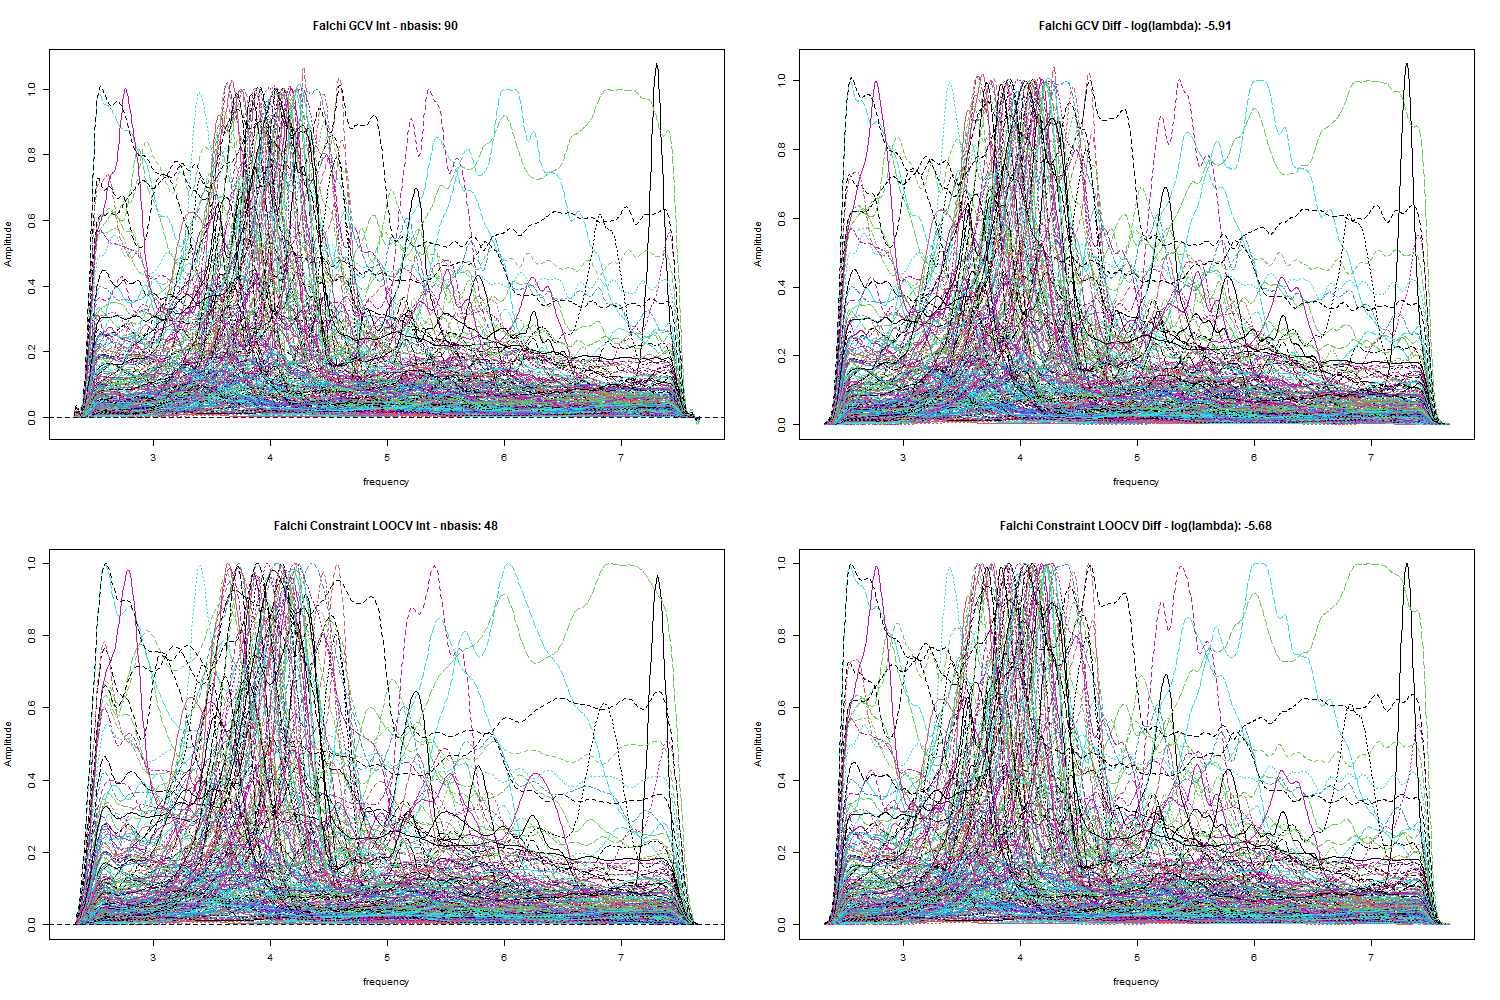 Falchi GCV Int - nbasis: 90
Amplitude
0.0 0.2 0.4 0.6 0.8 1.0
3 4 5 6 7
frequency
Falchi GCV Diff - log(lambda): -5.91
Amplitude
0.0 0.2 0.4 0.6 0.8 1.0
3 4 5 6 7
frequency
Falchi Constraint LOOCV Int - nbasis: 48
Amplitude
0.0 0.2 0.4 0.6 0.8 1.0
3 4 5 6 7
frequency
Falchi Constraint LOOCV Diff - log(lambda): -5.68
Amplitude
0.0 0.2 0.4 0.6 0.8 1.0
3 4 5 6 7
frequency